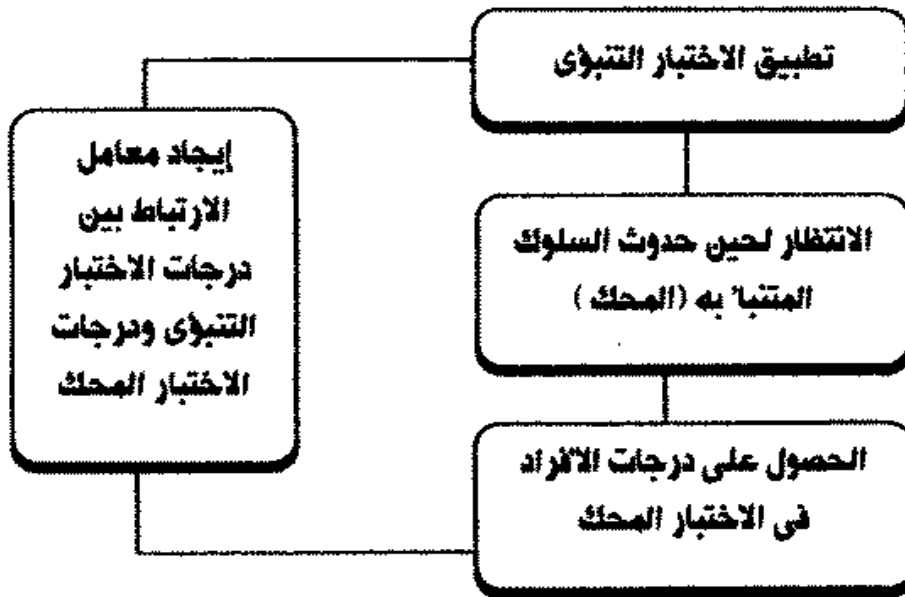 تطبيق الاختبار التنبؤى
الانتظار لحين حدوث السلوك
المتنبأ به (المحك)
الحصول على درجات الأفراد
فى الاختبار المحك
إيجاد معامل
الارتباط بين
درجات الاختبار
التنبؤى ودرجات
الاختبار المحك